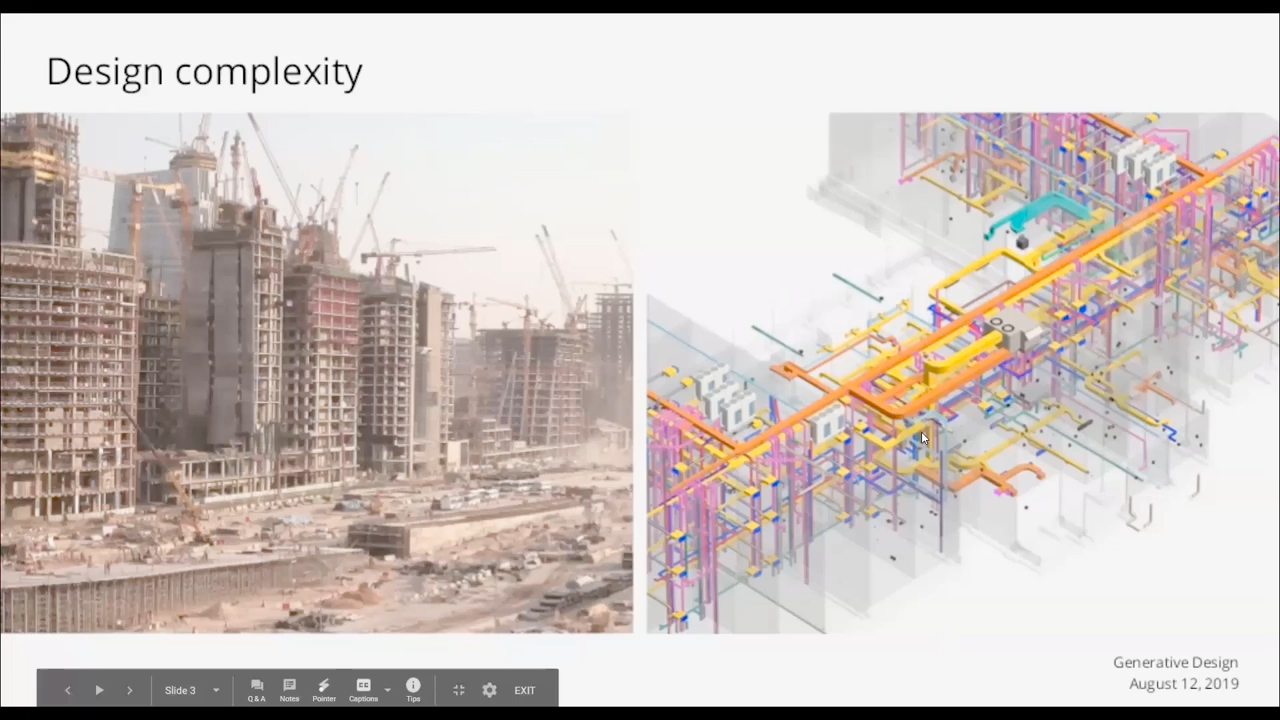 Design complexity
Generative Design
August 12, 2019
Slide 3
Q & A
Notes
Pointer
Captions
Tips
EXIT